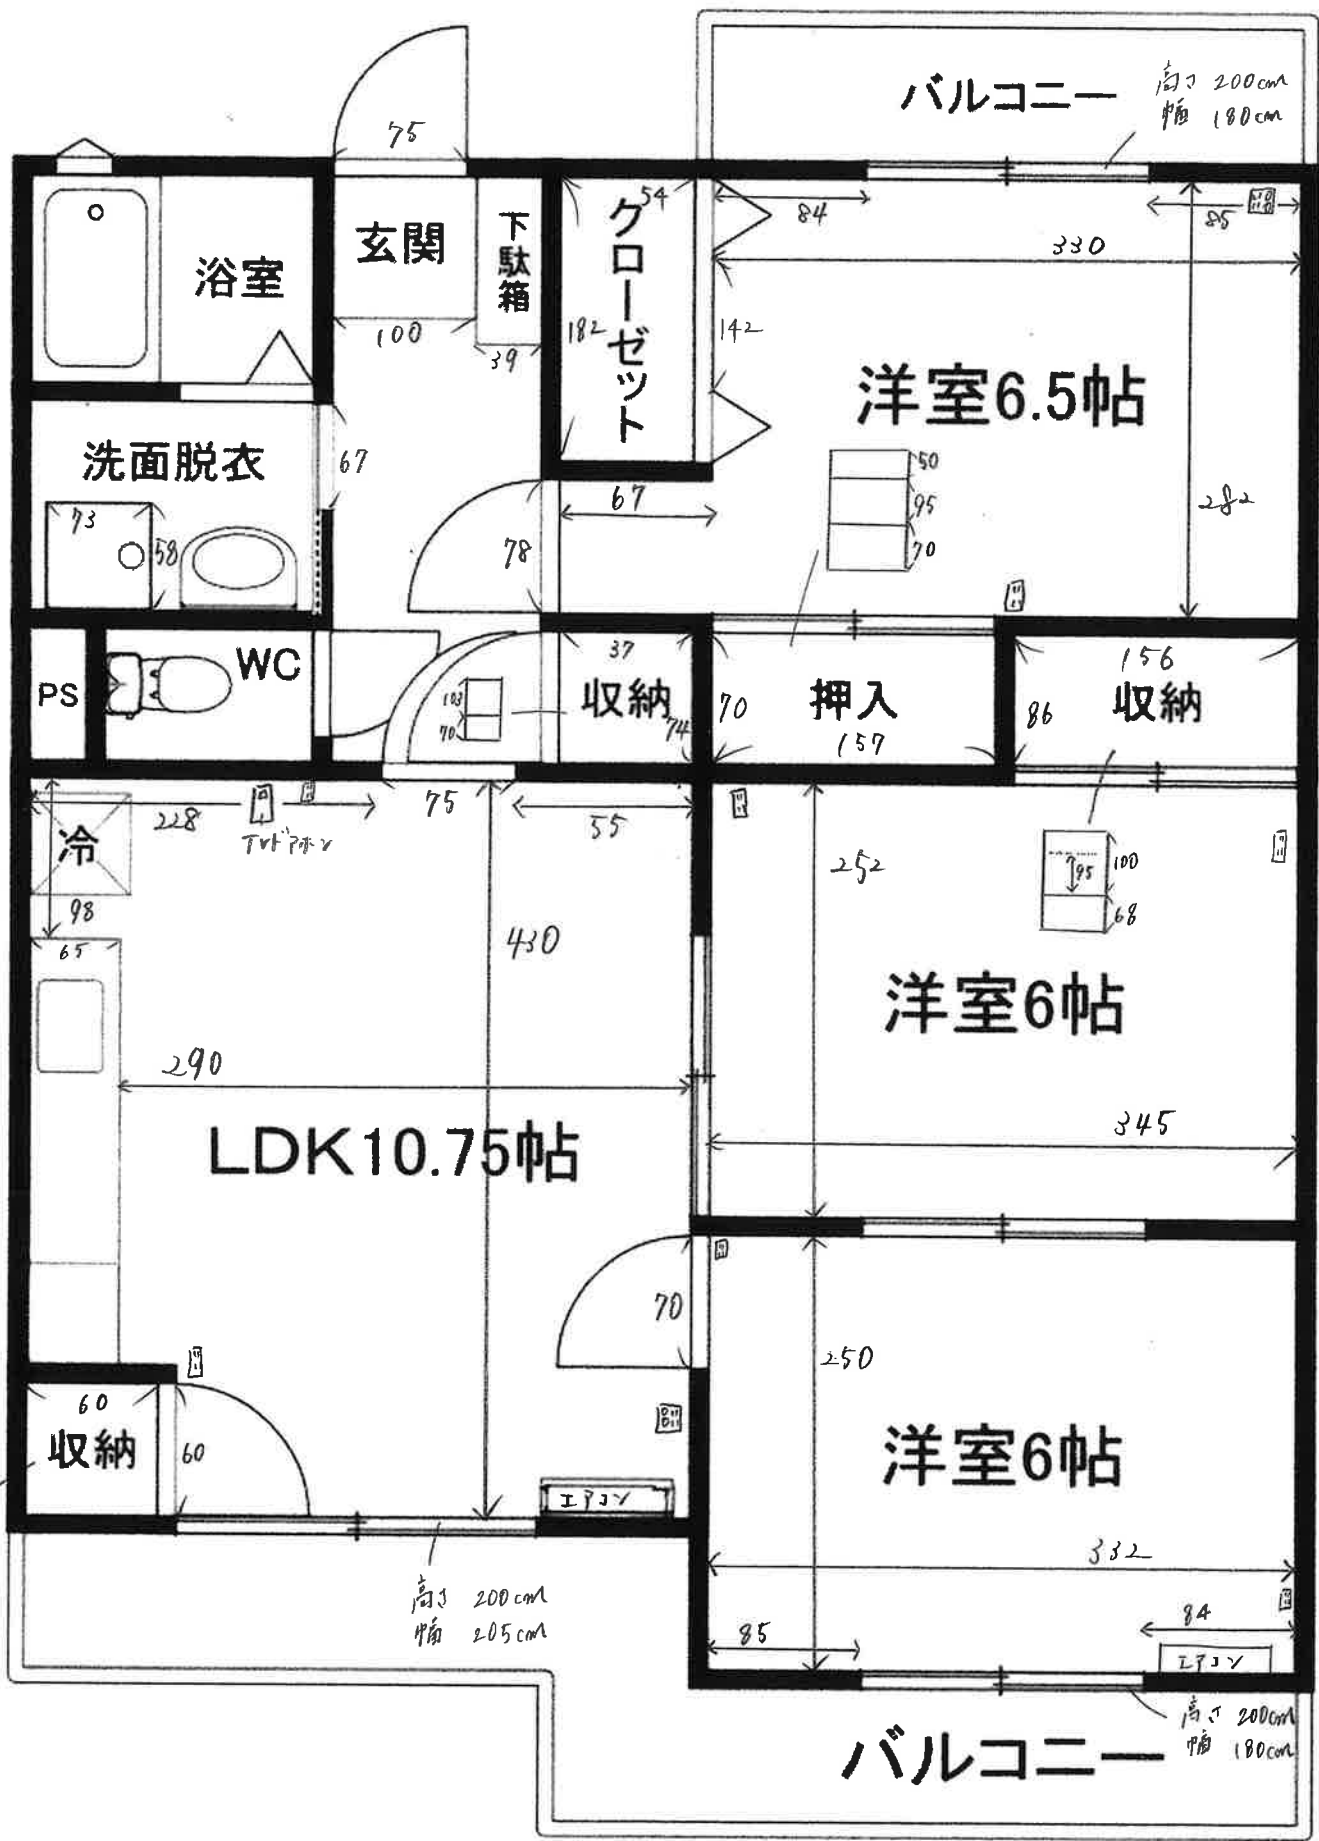 バルコニー
高さ 200cm
幅 180cm
75
浴室
玄関
下駄箱
クローゼット
54
84
85
330
100
39
182
142
洋室6.5帖
洗面脱衣
67
73
58
78
67
50
95
70
282
PS
WC
103
70
37
収納
74
70
押入
157
156
収納
86
228
TVドアホン
75
55
冷
98
65
430
252
100
95
68
洋室6帖
290
345
LDK10.75帖
70
250
60
収納
60
エアコン
洋室6帖
332
高さ 200cm
幅 205cm
85
84
エアコン
高さ 200cm
幅 180cm
バルコニー